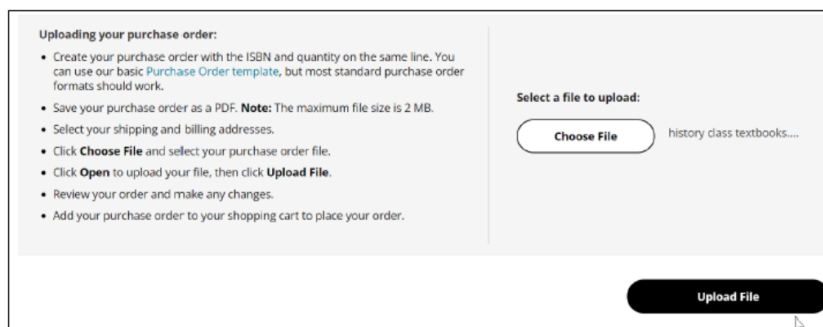 Uploading your purchase order:
• Create your purchase order with the ISBN and quantity on the same line. You
can use our basic Purchase Order template, but most standard purchase order
formats should work.
• Save your purchase order as a PDF. Note: The maximum file size is 2 MB.
• Select your shipping and billing addresses.
• Click Choose File and select your purchase order file.
• Click Open to upload your file, then click Upload File.
• Review your order and make any changes.
• Add your purchase order to your shopping cart to place your order.
Select a file to upload:
Choose File
history class textbooks....
Upload File